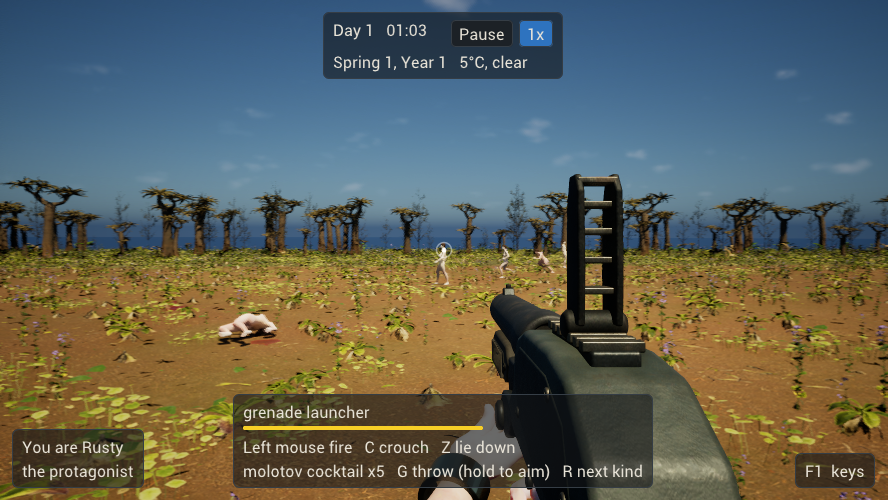 Day 1 01:03 Pause 1x
Spring 1, Year 1 5°C, clear
grenade launcher
Left mouse fire C crouch Z lie down
molotov cocktail x5 G throw (hold to aim) R next kind
You are Rusty
the protagonist
F1 keys